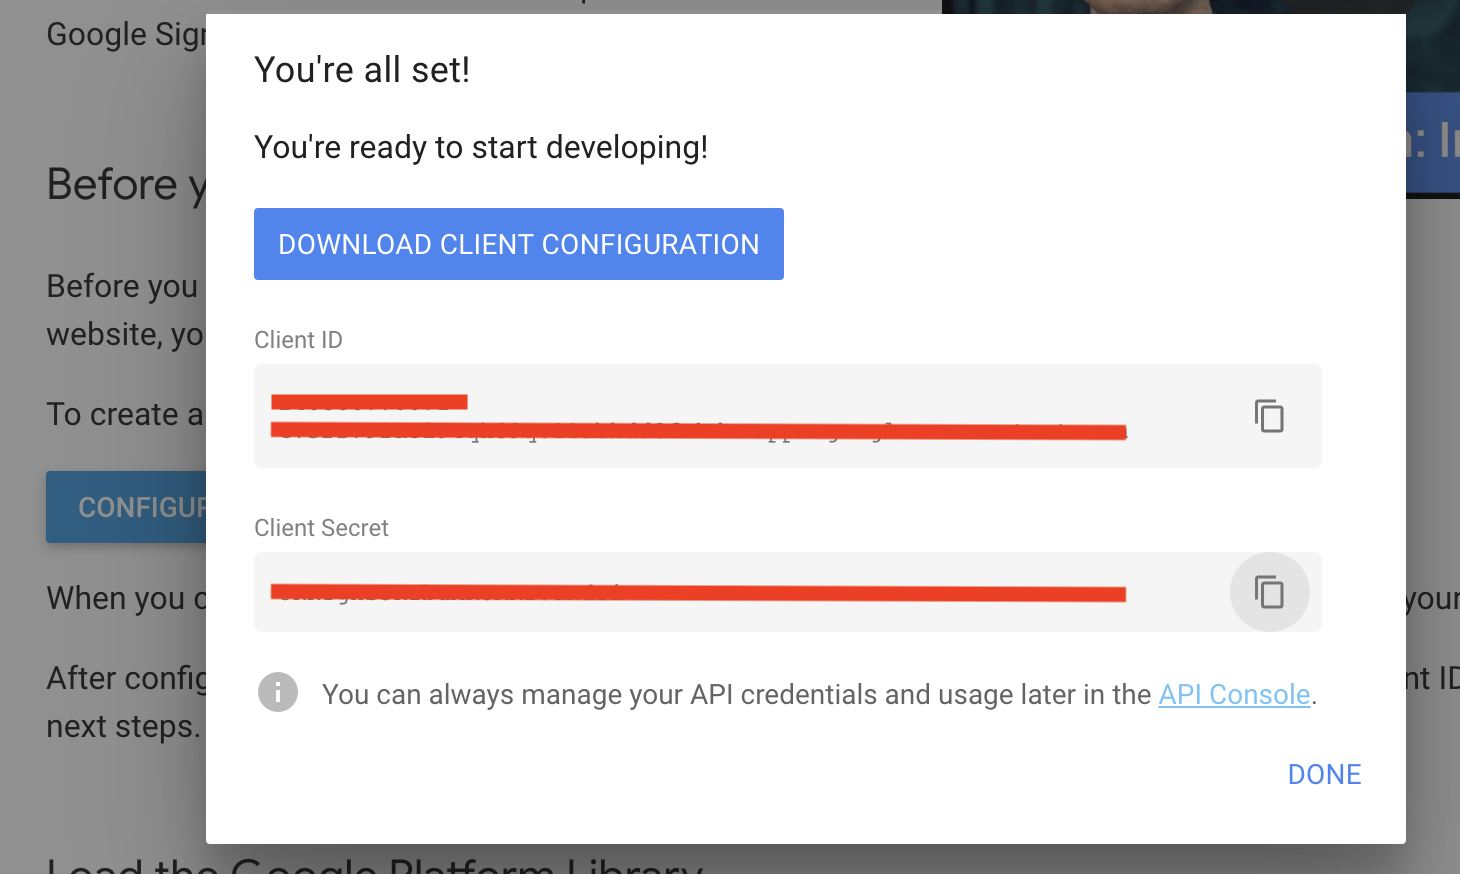 Google Sign
You're all set!
You're ready to start developing!
Before y
DOWNLOAD CLIENT CONFIGURATION
Before you
website, yo
Client ID
To create a
CONFIGUR
Client Secret
When you c
your
You can always manage your API credentials and usage later in the API Console.
After config
nt ID
next steps.
DONE
Load the Google Platform Library